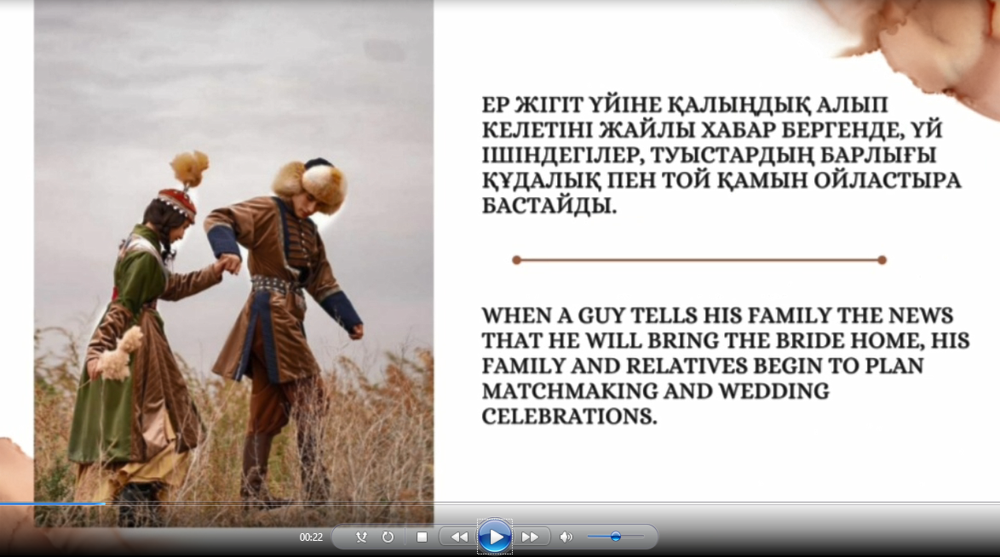 ЕР ЖІГІТ ҮЙІНЕ ҚАЛЫҢДЫҚ АЛЫП
КЕЛЕТІНІ ЖАЙЛЫ ХАБАР БЕРГЕНДЕ, ҮЙ
ІШІНДЕГІЛЕР, ТУЫСТАРДЫҢ БАРЛЫҒЫ
ҚҰДАЛЫҚ ПЕН ТОЙ ҚАМЫН ОЙЛАСТЫРА
БАСТАЙДЫ.
WHEN A GUY TELLS HIS FAMILY THE NEWS
THAT HE WILL BRING THE BRIDE HOME, HIS
FAMILY AND RELATIVES BEGIN TO PLAN
MATCHMAKING AND WEDDING
CELEBRATIONS.
00:22